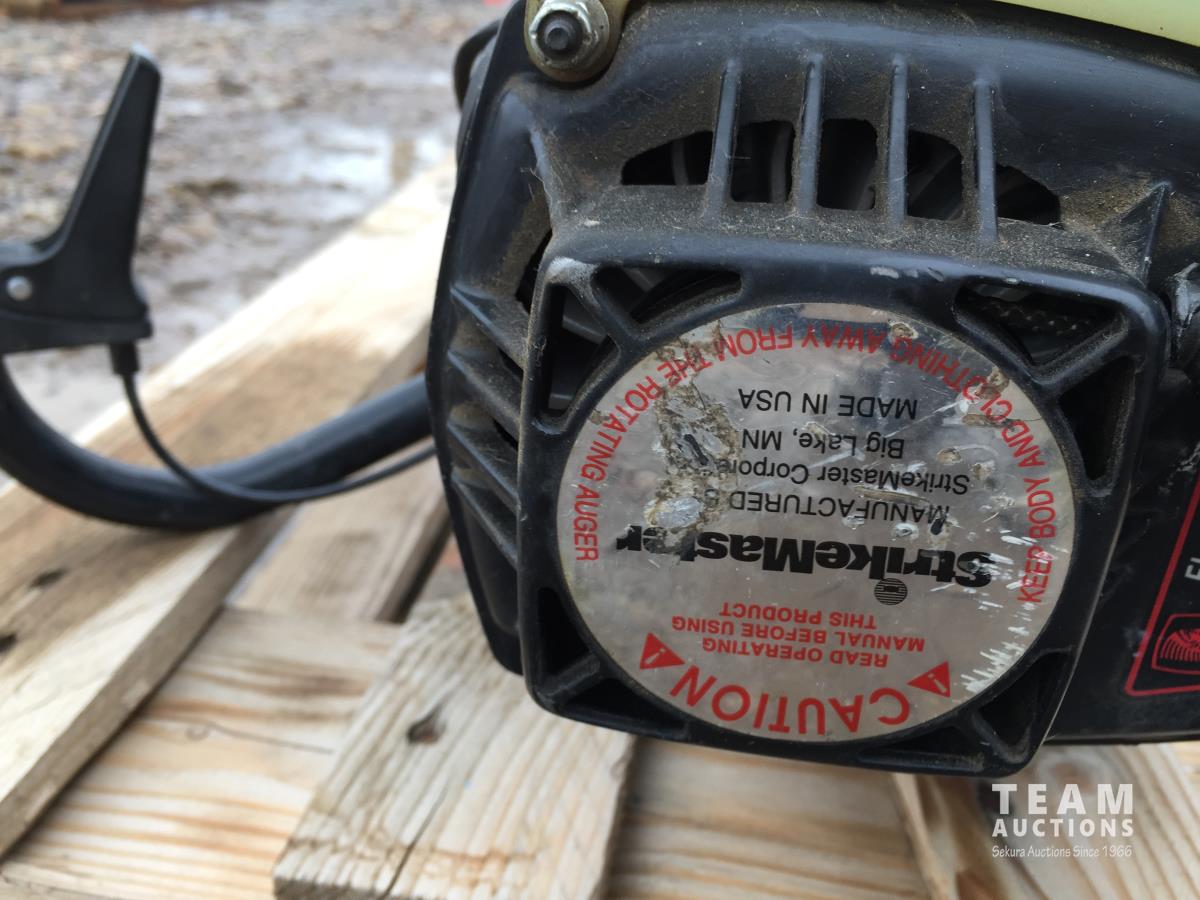 CAUTION
READ OPERATING
MANUAL BEFORE USING
THIS PRODUCT
StrikeMaster
MANUFACTURED
StrikeMaster
Big Lake, MN
MADE IN USA
KEEP BODY AND CLOTHING AWAY FROM THE ROTATING AUGER
TEAM
AUCTIONS
Sekura Auctions Since 1966